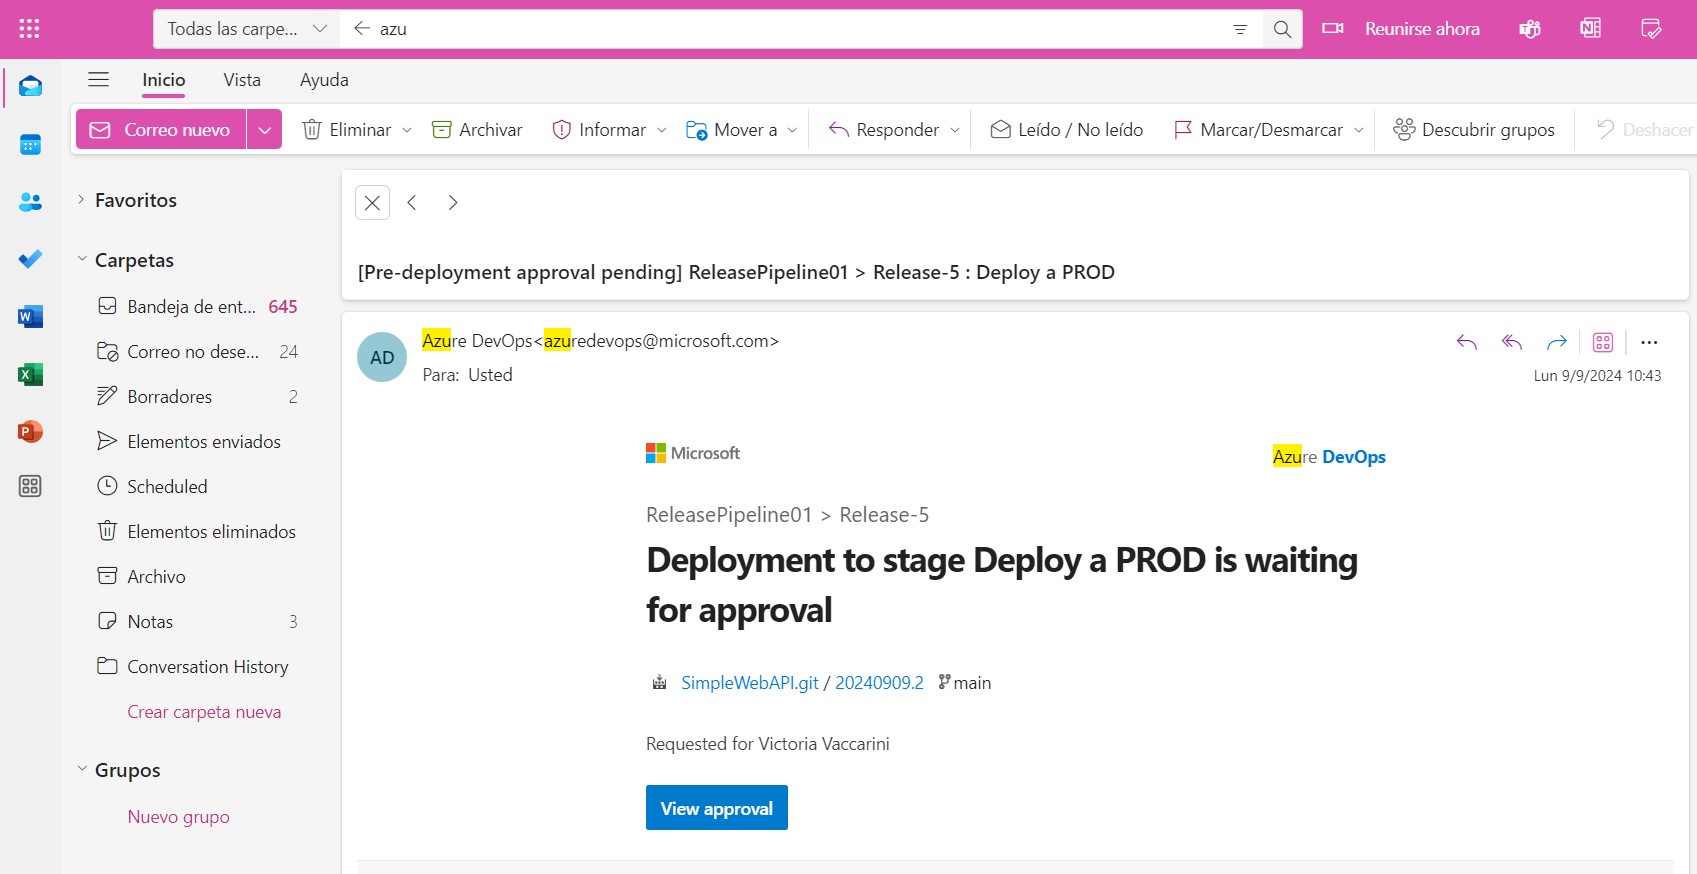 Todas las carpe...
azu
Reunirse ahora
Inicio
Vista
Ayuda
Correo nuevo
Eliminar
Archivar
Informar
Mover a
Responder
Leído / No leído
Marcar/Desmarcar
Descubrir grupos
Deshacer
Favoritos
Carpetas
Bandeja de ent... 645
Correo no dese... 24
Borradores 2
Elementos enviados
Scheduled
Elementos eliminados
Archivo
Notas 3
Conversation History
Crear carpeta nueva
Grupos
Nuevo grupo
[Pre-deployment approval pending] ReleasePipeline01 > Release-5 : Deploy a PROD
AD
Azure DevOps<azuredevops@microsoft.com>
Para: Usted
Lun 9/9/2024 10:43
Microsoft
Azure DevOps
ReleasePipeline01 > Release-5
Deployment to stage Deploy a PROD is waiting
for approval
SimpleWebAPI.git / 20240909.2 main
Requested for Victoria Vaccarini
View approval